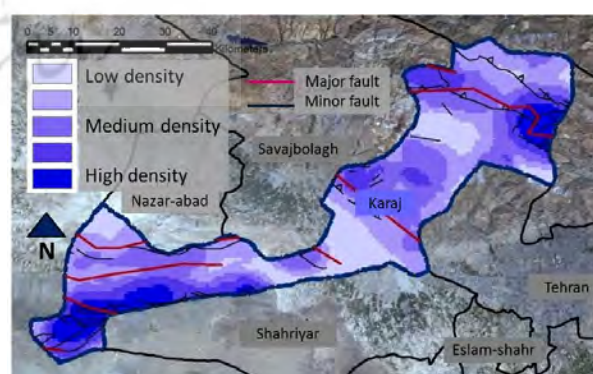 0 5 10 20 30 40
Kilometers
Low density
Medium density
High density
Major fault
Minor fault
Savajbolagh
Nazar-abad
Karaj
N
Tehran
Shahriyar
Eslam-shahr